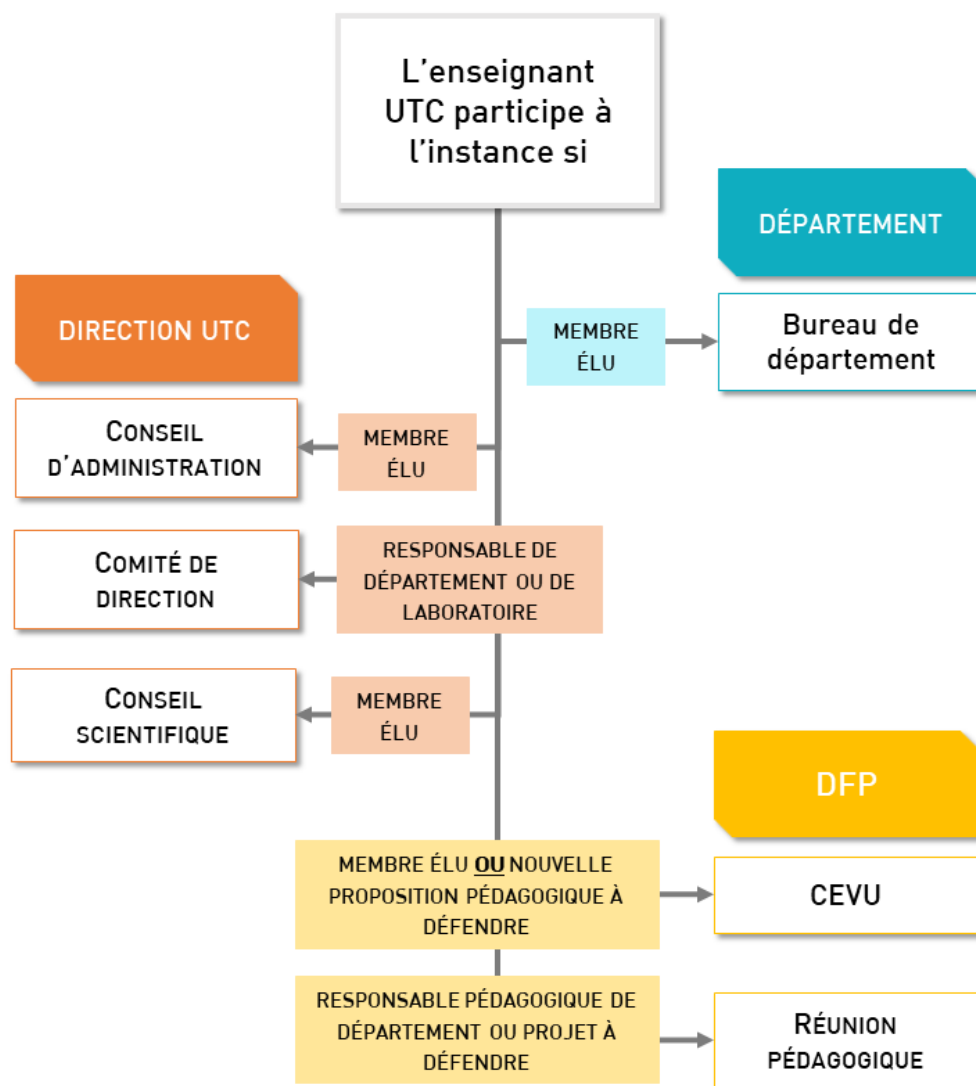 L'enseignant
UTC participe à
l'instance si
DÉPARTEMENT
DIRECTION UTC
MEMBRE
ÉLU
Bureau de
département
CONSEIL
D'ADMINISTRATION
MEMBRE
ÉLU
COMITÉ DE
DIRECTION
RESPONSABLE DE
DÉPARTEMENT OU DE
LABORATOIRE
CONSEIL
SCIENTIFIQUE
MEMBRE
ÉLU
DFP
MEMBRE ÉLU OU NOUVELLE
PROPOSITION PÉDAGOGIQUE À
DÉFENDRE
CEVU
RESPONSABLE PÉDAGOGIQUE DE
DÉPARTEMENT OU PROJET À
DÉFENDRE
RÉUNION
PÉDAGOGIQUE